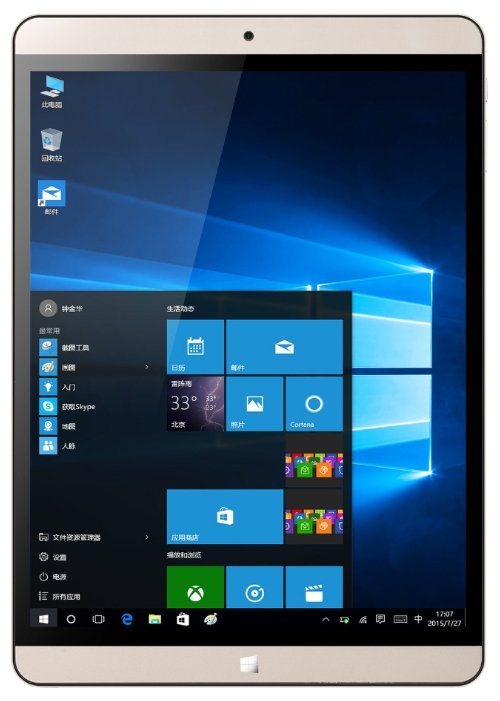 此电脑
回收站
邮件
钟金华
最常用
截图工具
画图
入门
获取Skype
地图
人脉
文件资源管理器
设置
电源
所有应用
生活动态
日历
邮件
雷阵雨
33° 33°
23°
北京
照片
Cortana
应用商店
播放和浏览
中
17:07
2015/7/27